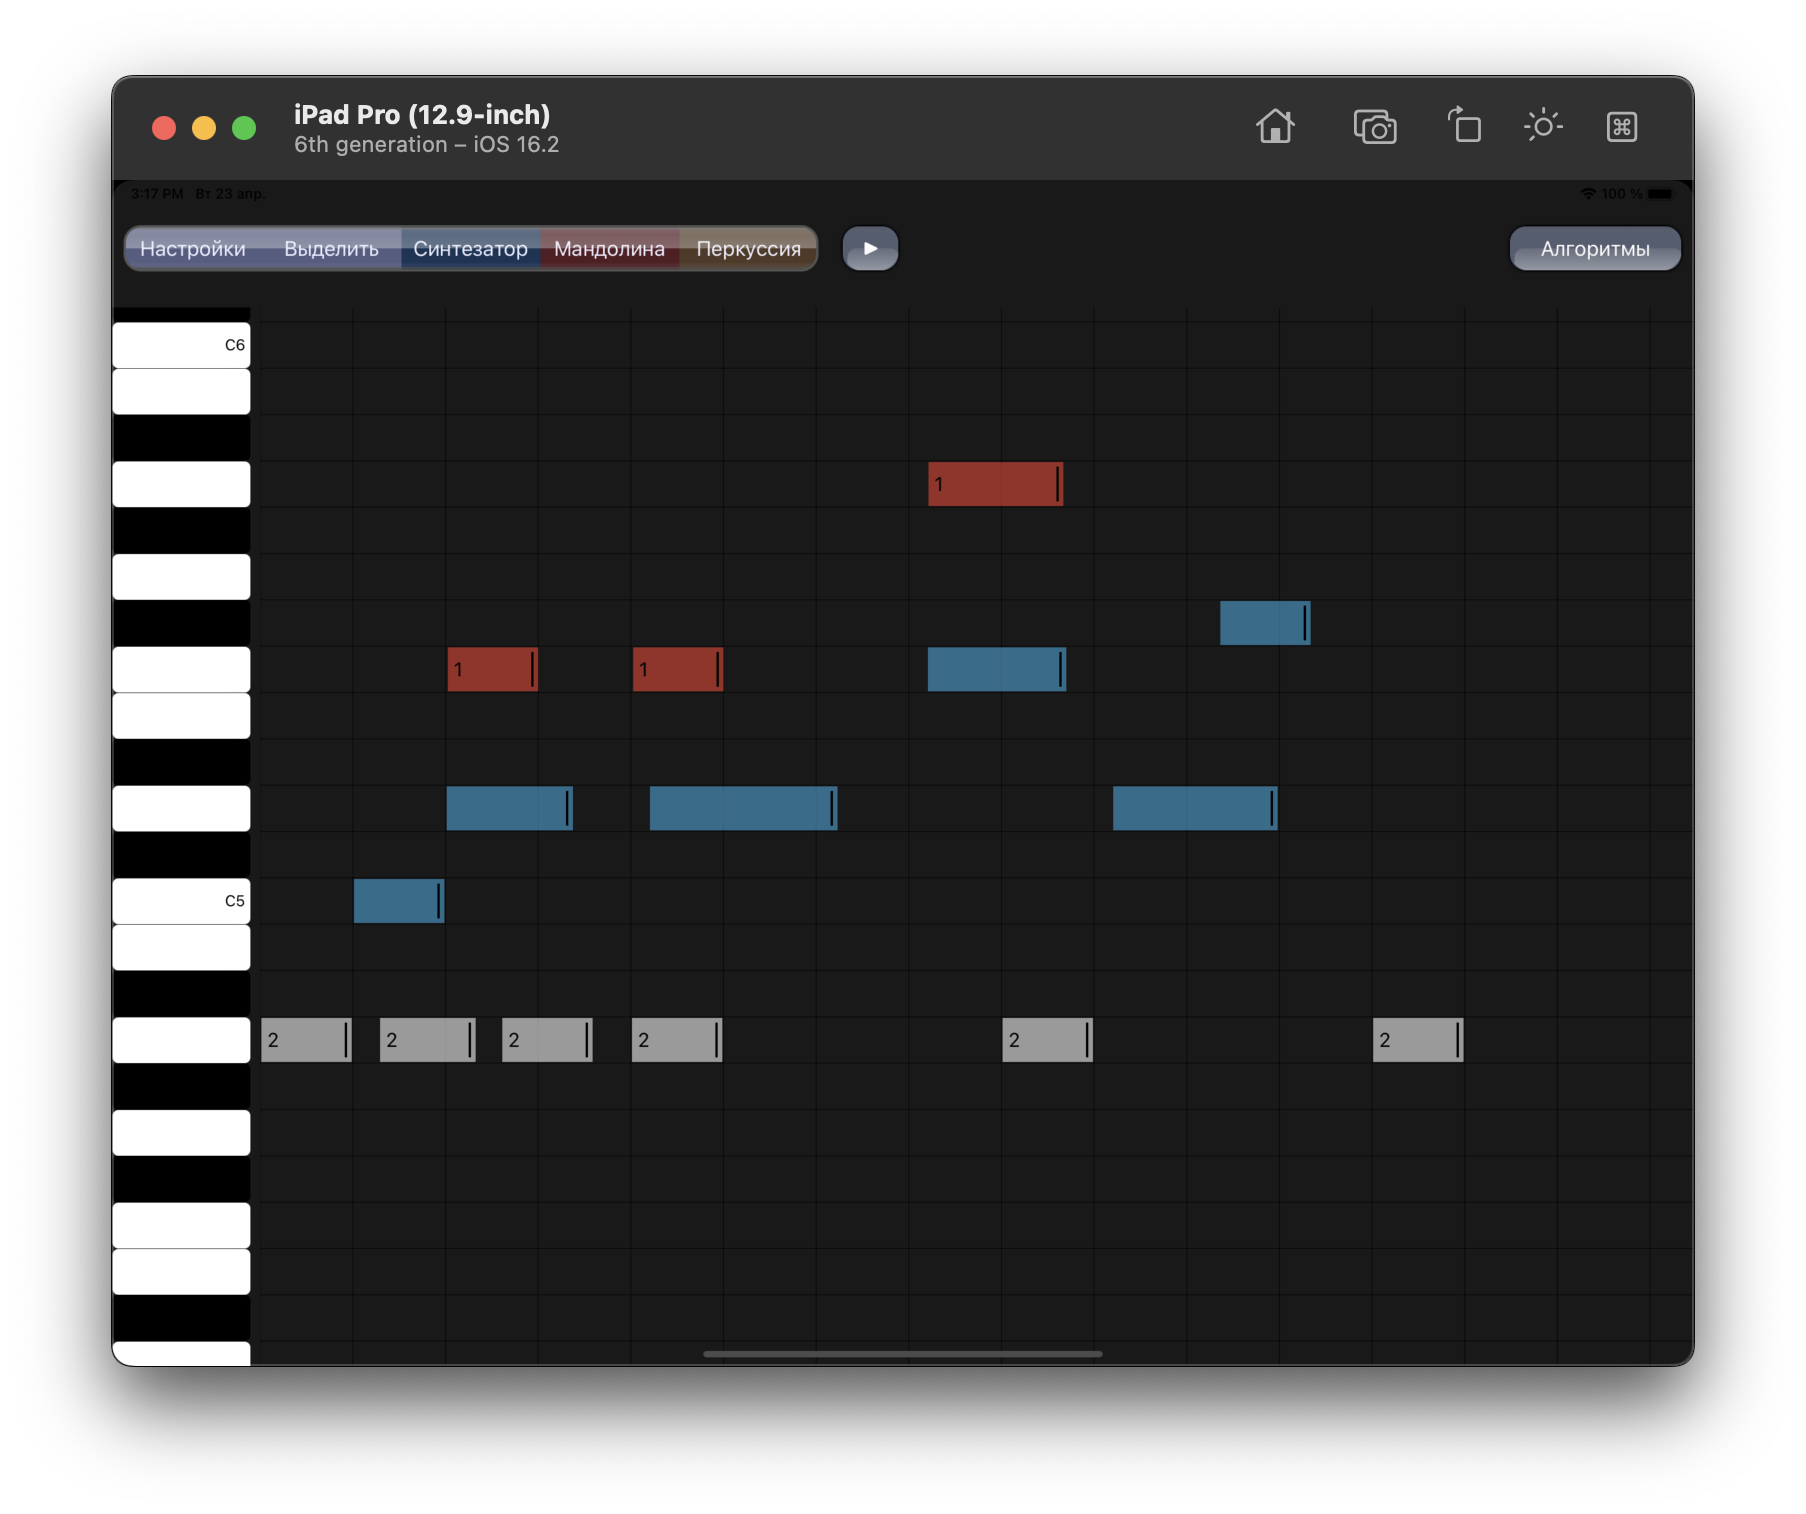 iPad Pro (12.9-inch)
6th generation – iOS 16.2
3:17 PM Вт 23 апр. 100 %
Настройки Выделить Синтезатор Мандолина Перкуссия Алгоритмы
C6
1
1 1
C5
2 2 2 2 2 2